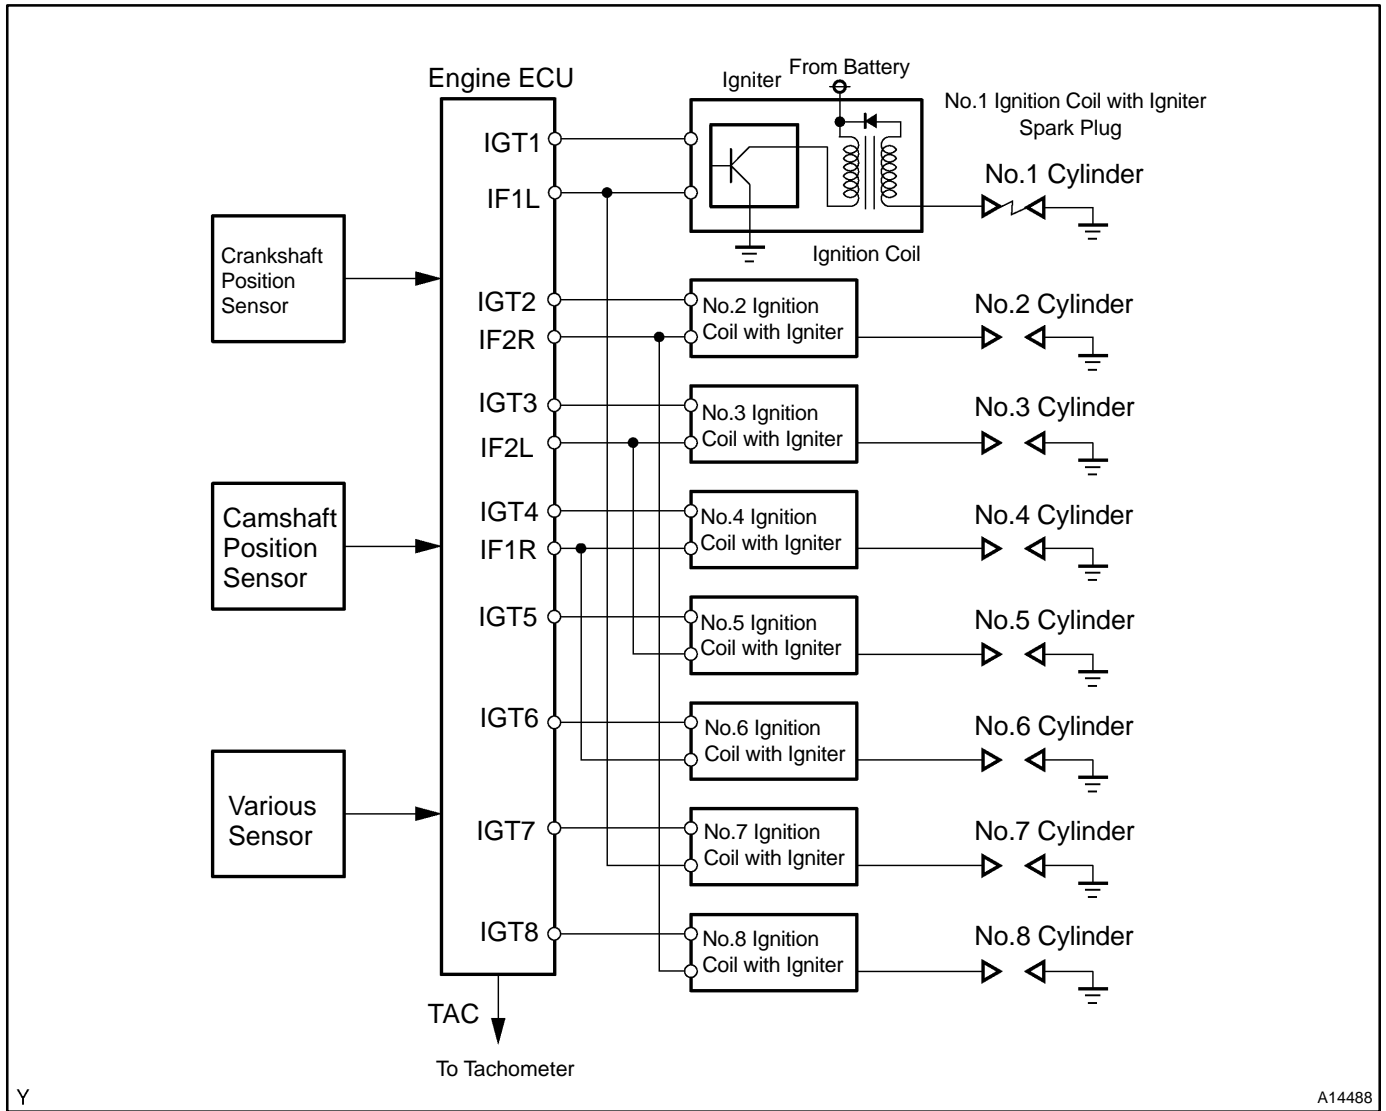 Engine ECU
Igniter
From Battery
No.1 Ignition Coil with Igniter
Spark Plug
IGT1
IF1L
No.1 Cylinder
Ignition Coil
Crankshaft
Position
Sensor
IGT2
IF2R
No.2 Ignition
Coil with Igniter
No.2 Cylinder
IGT3
IF2L
No.3 Ignition
Coil with Igniter
No.3 Cylinder
Camshaft
Position
Sensor
IGT4
IF1R
No.4 Ignition
Coil with Igniter
No.4 Cylinder
IGT5
No.5 Ignition
Coil with Igniter
No.5 Cylinder
IGT6
No.6 Ignition
Coil with Igniter
No.6 Cylinder
Various
Sensor
IGT7
No.7 Ignition
Coil with Igniter
No.7 Cylinder
IGT8
No.8 Ignition
Coil with Igniter
No.8 Cylinder
TAC
To Tachometer
Y
A14488